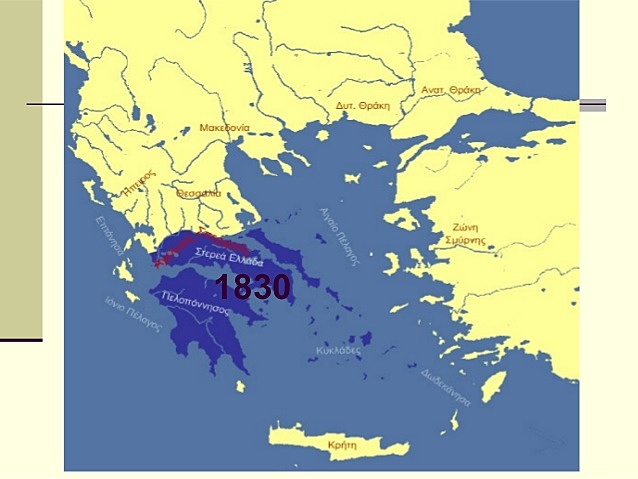 Ανατ. Θράκη
Δυτ. Θράκη
Μακεδονία
Ήπειρος
Θεσσαλία
Επτάνησα
Αιγαίο Πέλαγος
Ζώνη
Σμύρνης
Στερεά Ελλάδα
1830
Πελοπόννησος
Ιόνιο Πέλαγος
Κυκλάδες
Δωδεκάνησα
Κρήτη